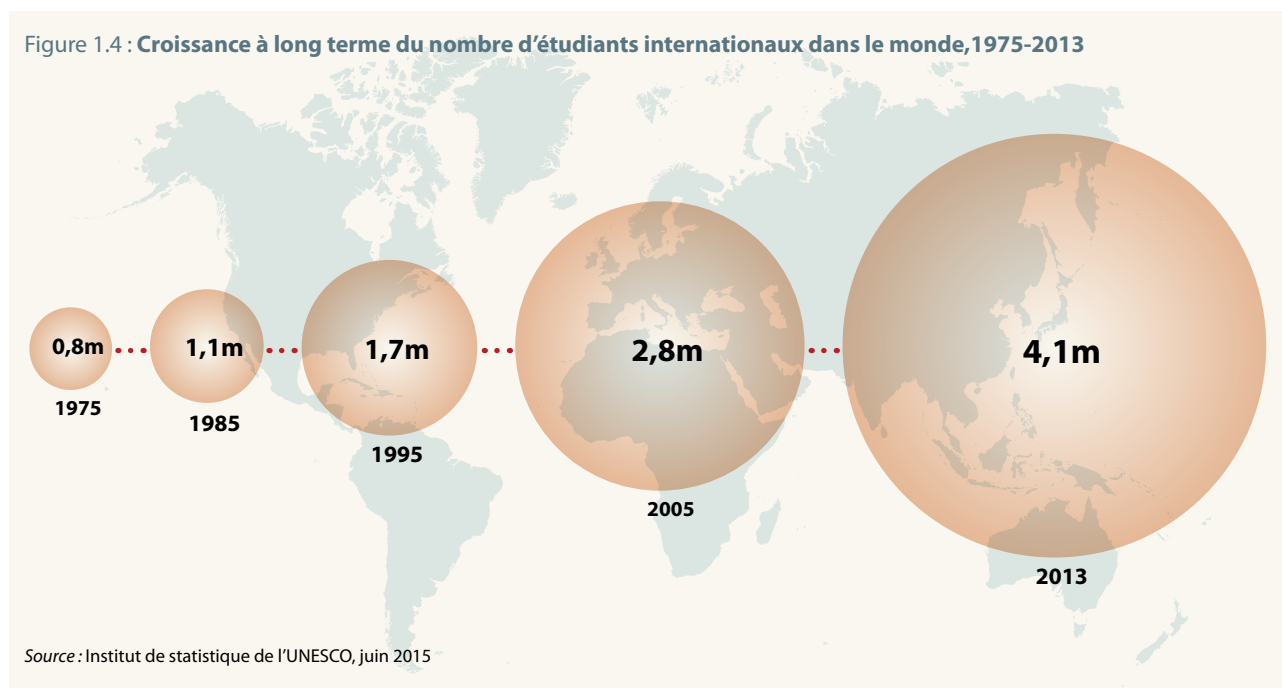 Figure 1.4 : Croissance à long terme du nombre d’étudiants internationaux dans le monde,1975-2013
0,8m
1975
1,1m
1985
1,7m
1995
2,8m
2005
4,1m
2013
Source : Institut de statistique de l’UNESCO, juin 2015